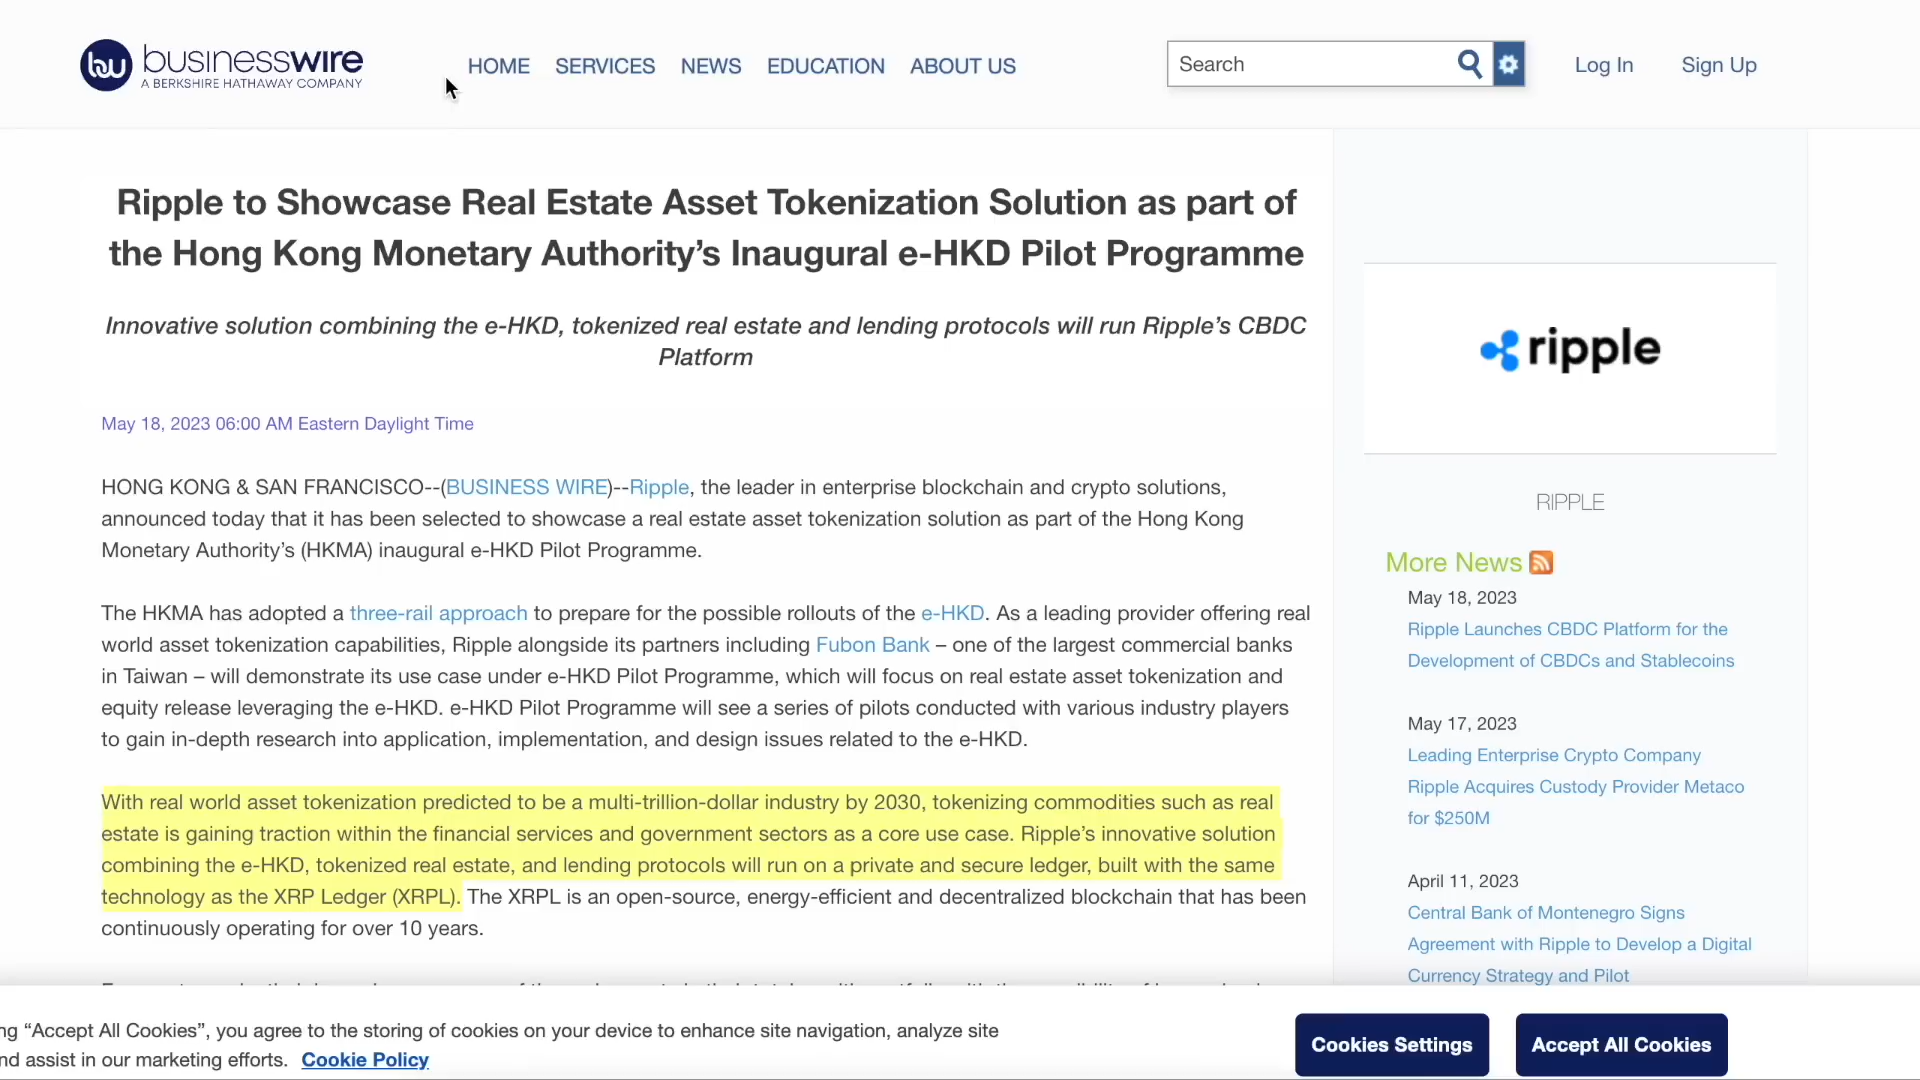 businesswire
A BERKSHIRE HATHAWAY COMPANY
HOME SERVICES NEWS EDUCATION ABOUT US
Search
Log In Sign Up
Ripple to Showcase Real Estate Asset Tokenization Solution as part of
the Hong Kong Monetary Authority’s Inaugural e-HKD Pilot Programme
Innovative solution combining the e-HKD, tokenized real estate and lending protocols will run Ripple’s CBDC
Platform
May 18, 2023 06:00 AM Eastern Daylight Time
HONG KONG & SAN FRANCISCO--(BUSINESS WIRE)--Ripple, the leader in enterprise blockchain and crypto solutions,
announced today that it has been selected to showcase a real estate asset tokenization solution as part of the Hong Kong
Monetary Authority’s (HKMA) inaugural e-HKD Pilot Programme.
The HKMA has adopted a three-rail approach to prepare for the possible rollouts of the e-HKD. As a leading provider offering real
world asset tokenization capabilities, Ripple alongside its partners including Fubon Bank – one of the largest commercial banks
in Taiwan – will demonstrate its use case under e-HKD Pilot Programme, which will focus on real estate asset tokenization and
equity release leveraging the e-HKD. e-HKD Pilot Programme will see a series of pilots conducted with various industry players
to gain in-depth research into application, implementation, and design issues related to the e-HKD.
With real world asset tokenization predicted to be a multi-trillion-dollar industry by 2030, tokenizing commodities such as real
estate is gaining traction within the financial services and government sectors as a core use case. Ripple’s innovative solution
combining the e-HKD, tokenized real estate, and lending protocols will run on a private and secure ledger, built with the same
technology as the XRP Ledger (XRPL). The XRPL is an open-source, energy-efficient and decentralized blockchain that has been
continuously operating for over 10 years.
ripple
RIPPLE
More News
May 18, 2023
Ripple Launches CBDC Platform for the
Development of CBDCs and Stablecoins
May 17, 2023
Leading Enterprise Crypto Company
Ripple Acquires Custody Provider Metaco
for $250M
April 11, 2023
Central Bank of Montenegro Signs
Agreement with Ripple to Develop a Digital
Currency Strategy and Pilot
ng “Accept All Cookies”, you agree to the storing of cookies on your device to enhance site navigation, analyze site
nd assist in our marketing efforts. Cookie Policy
Cookies Settings
Accept All Cookies